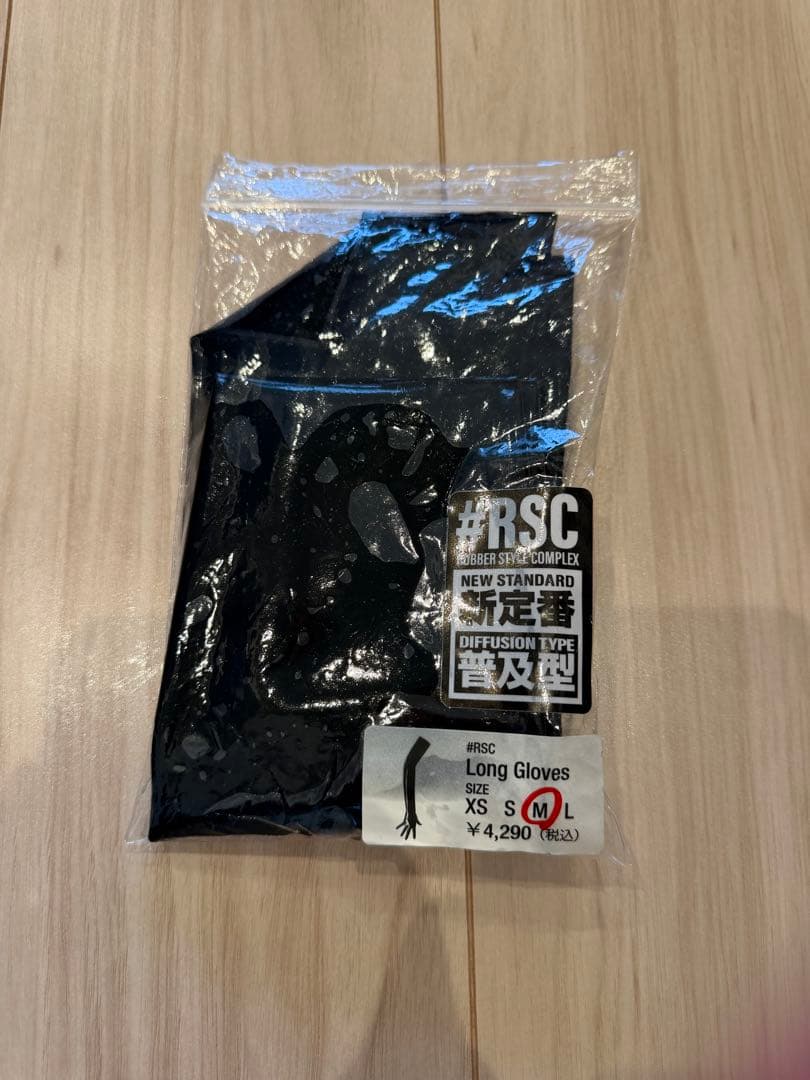 #RSC
RUBBER STYLE COMPLEX
NEW STANDARD
新定番
DIFFUSION TYPE
普及型
#RSC
Long Gloves
SIZE
XS S M L
￥4,290（税込）